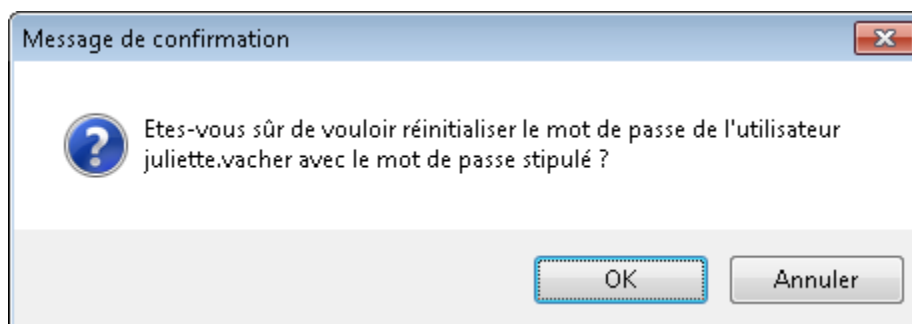 Message de confirmation
Etes-vous sûr de vouloir réinitialiser le mot de passe de l'utilisateur
juliette.vacher avec le mot de passe stipulé ?
OK
Annuler